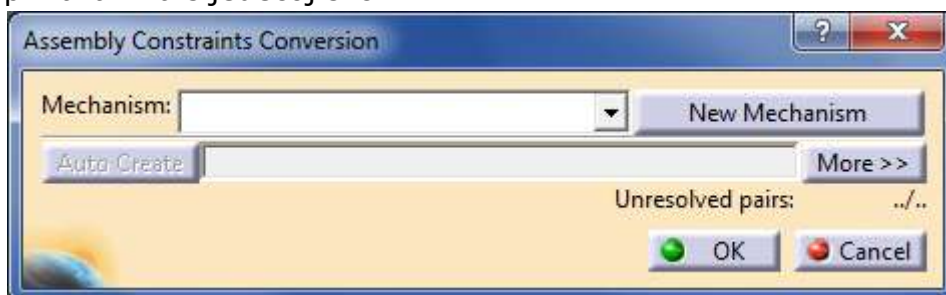 Assembly Constraints Conversion
Mechanism: New Mechanism
Auto Create More >>
Unresolved pairs: ../..
OK Cancel